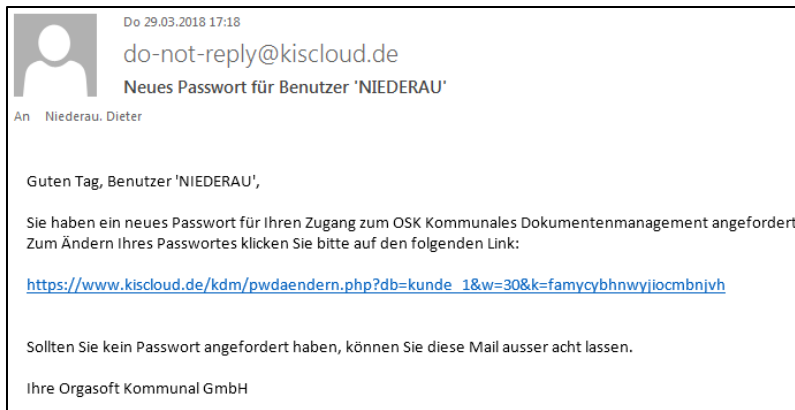 Do 29.03.2018 17:18
do-not-reply@kiscloud.de
Neues Passwort für Benutzer 'NIEDERAU'
An Niederau. Dieter
Guten Tag, Benutzer 'NIEDERAU',
Sie haben ein neues Passwort für Ihren Zugang zum OSK Kommunales Dokumentenmanagement angefordert
Zum Ändern Ihres Passwortes klicken Sie bitte auf den folgenden Link:
https://www.kiscloud.de/kdm/pwdaendern.php?db=kunde_1&w=30&k=famycybhnwyjiocmbnjvh
Sollten Sie kein Passwort angefordert haben, können Sie diese Mail ausser acht lassen.
Ihre Orgasoft Kommunal GmbH